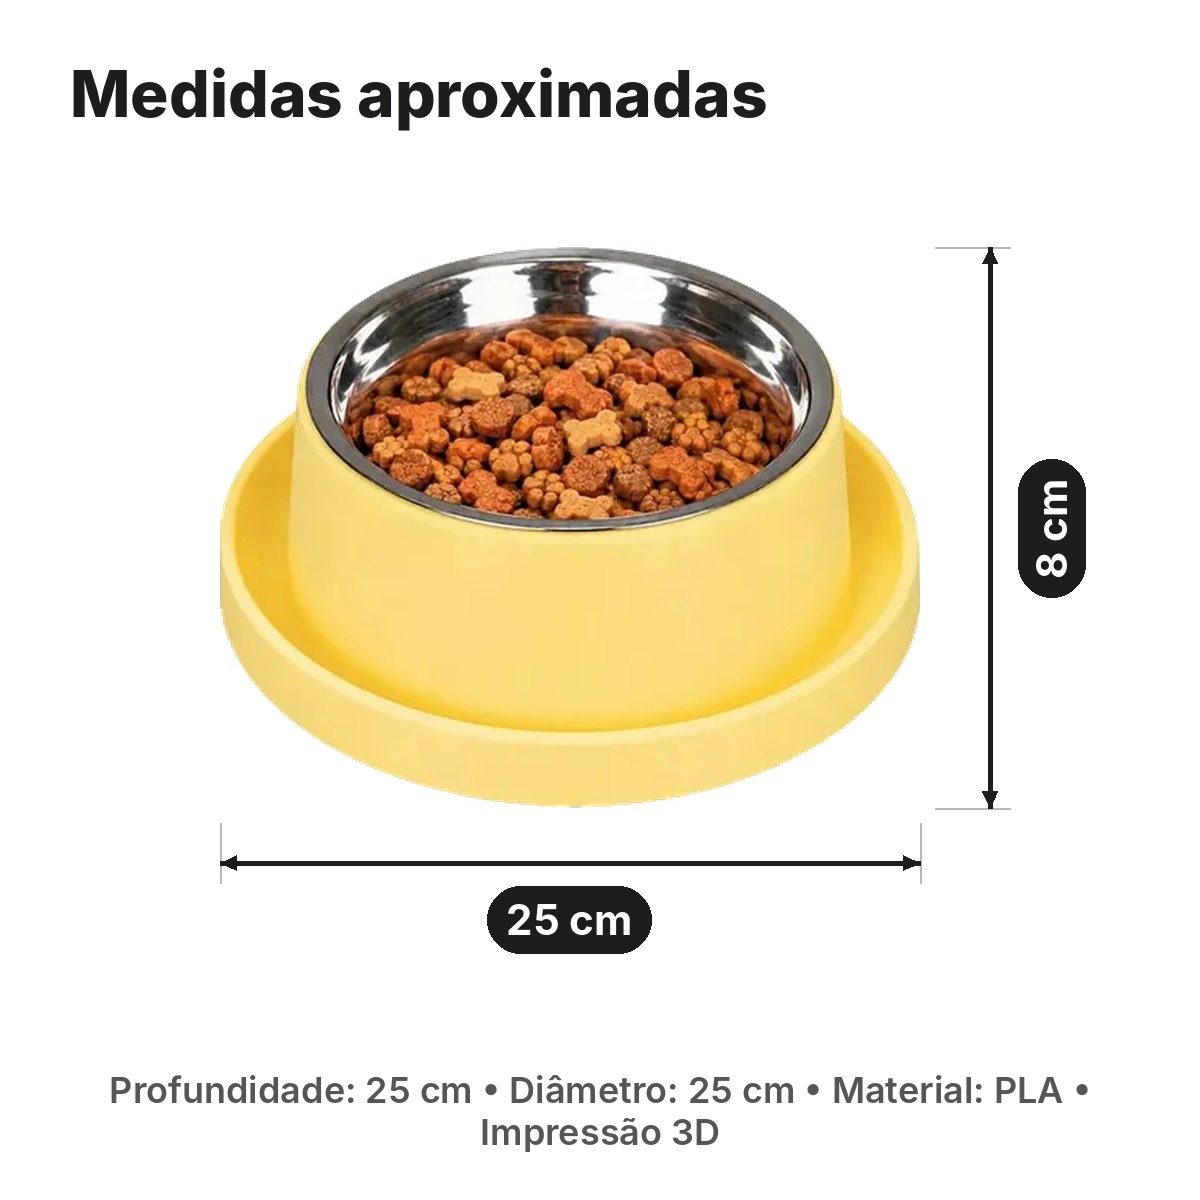 Medidas aproximadas
8 cm
25 cm
Profundidade: 25 cm • Diâmetro: 25 cm • Material: PLA •
Impressão 3D